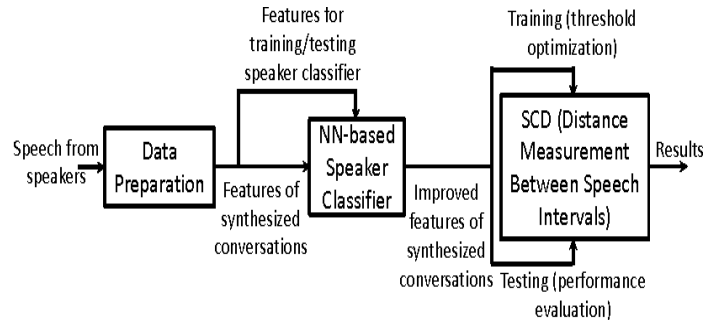 Features for
training/testing
speaker classifier
Training (threshold
optimization)
Speech from
speakers
Data
Preparation
Features of
synthesized
conversations
NN-based
Speaker
Classifier
Improved
features of
synthesized
conversations
SCD (Distance
Measurement
Between Speech
Intervals)
Results
Testing (performance
evaluation)